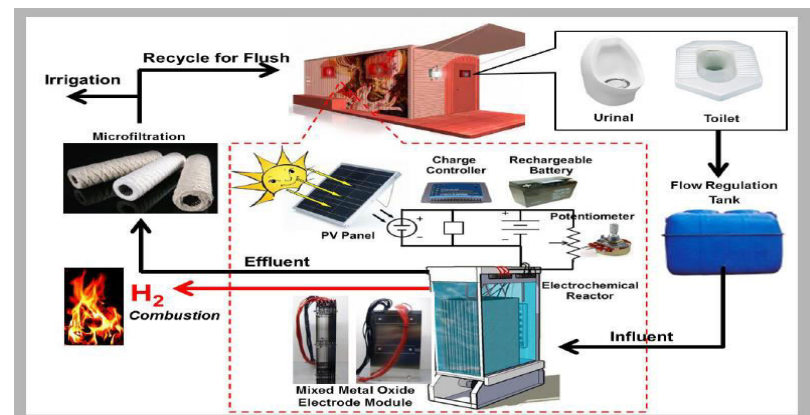 Recycle for Flush
Irrigation
Microfiltration
Urinal
Toilet
Flow Regulation
Tank
Charge
Controller
Rechargeable
Battery
PV Panel
Potentiometer
Effluent
H2
Combustion
Electrochemical
Reactor
Influent
Mixed Metal Oxide
Electrode Module